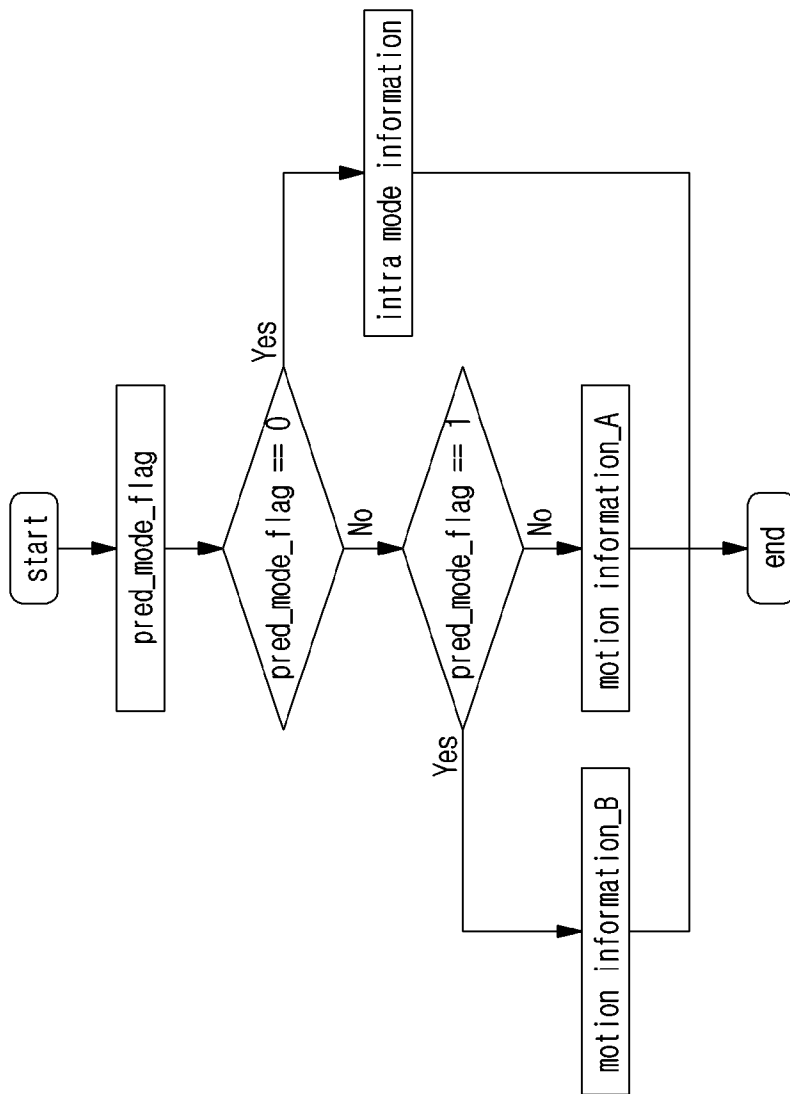 start
pred_mode_flag
pred_mode_flag == 0
Yes
No
intra mode information
pred_mode_flag == 1
Yes
No
motion information_B
motion information_A
end